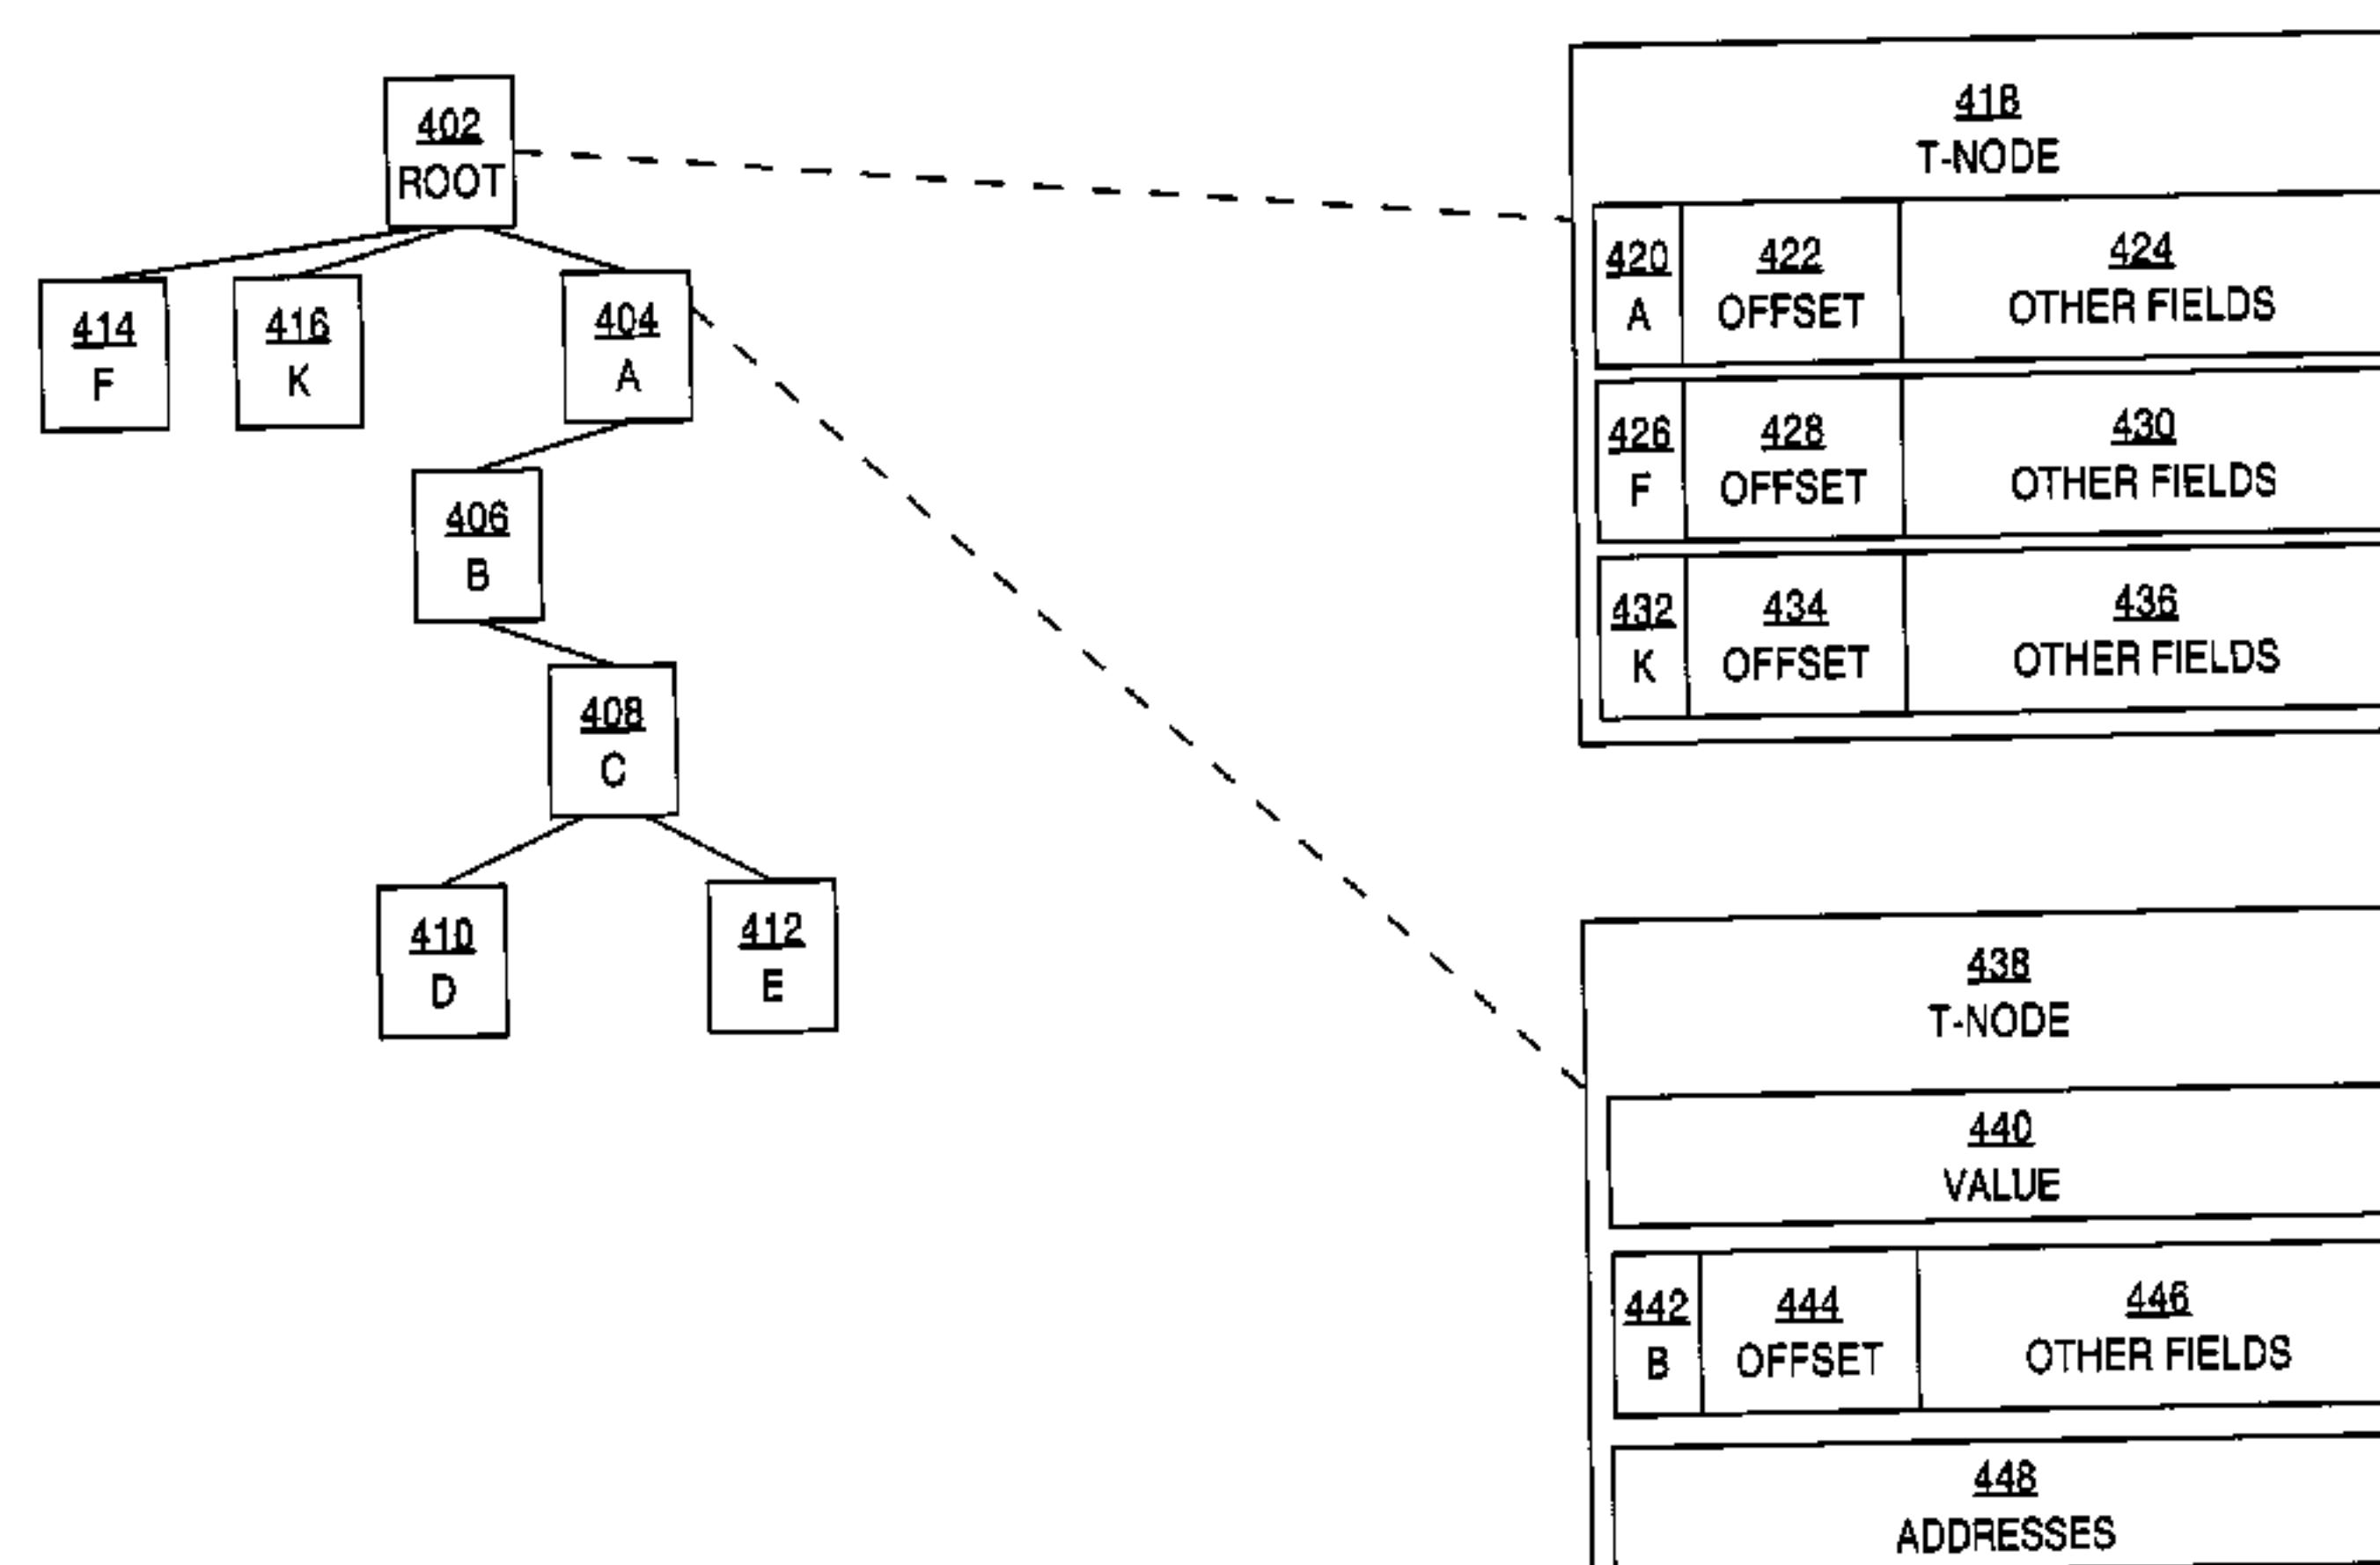 402
ROOT
414
F
416
K
404
A
406
B
408
C
410
D
412
E
418
T-NODE
420
A
422
OFFSET
424
OTHER FIELDS
426
F
428
OFFSET
430
OTHER FIELDS
432
K
434
OFFSET
436
OTHER FIELDS
438
T-NODE
440
VALUE
442
B
444
OFFSET
446
OTHER FIELDS
448
ADDRESSES